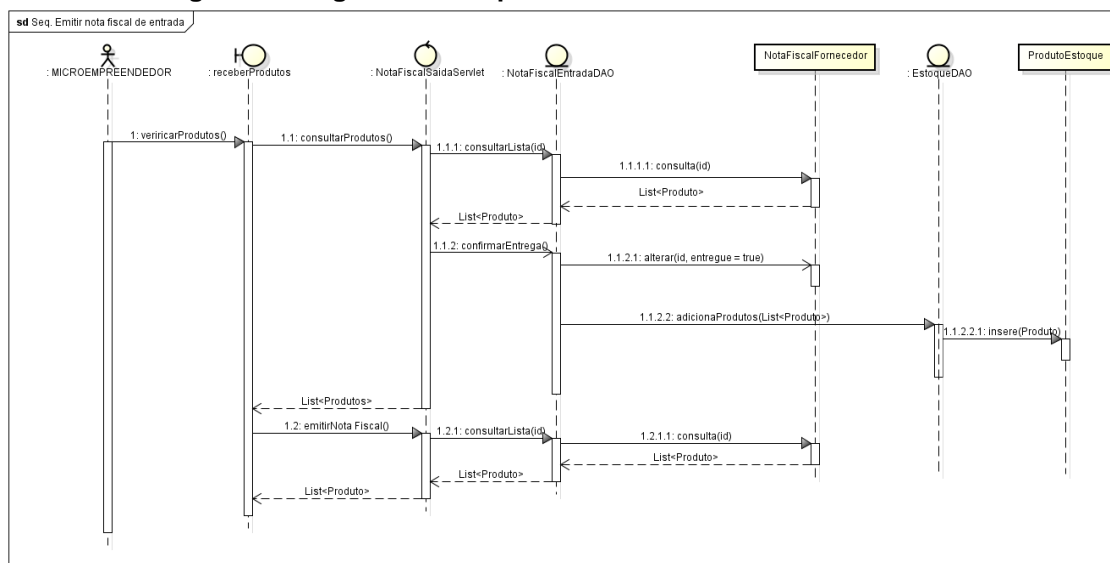 sd Seq. Emitir nota fiscal de entrada
: MICROEMPREENDEDOR
: receberProdutos
: NotaFiscalSaidaServlet
: NotaFiscalEntradaDAO
NotaFiscalFornecedor
: EstoqueDAO
ProdutoEstoque
1: veriricarProdutos()
1.1: consultarProdutos()
1.1.1: consultarLista(id)
1.1.1.1: consulta(id)
List<Produto>
List<Produto>
1.1.2: confirmarEntrega()
1.1.2.1: alterar(id, entregue = true)
1.1.2.2: adicionaProdutos(List<Produto>)
1.1.2.2.1: insere(Produto)
List<Produtos>
1.2: emitirNota Fiscal()
1.2.1: consultarLista(id)
1.2.1.1: consulta(id)
List<Produto>
List<Produto>
List<Produto>